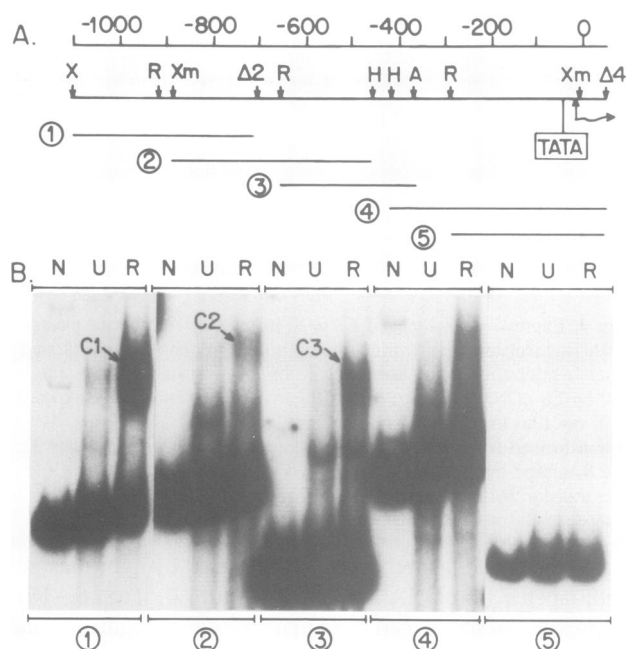 A.
-1000 -800 -600 -400 -200 0
X R Xm Δ2 R H H A R Xm Δ4
①
②
③
④
⑤
TATA
B.
N U R N U R N U R N U R N U R
C1
C2
C3
① ② ③ ④ ⑤